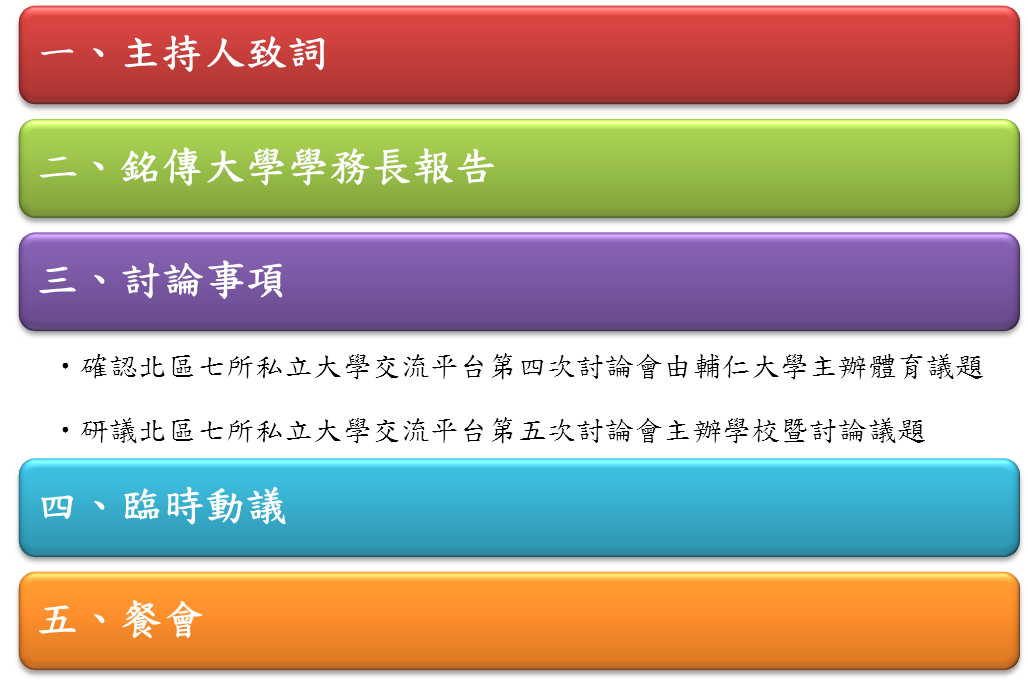 一、主持人致詞
二、銘傳大學學務長報告
三、討論事項
•確認北區七所私立大學交流平台第四次討論會由輔仁大學主辦體育議題
•研議北區七所私立大學交流平台第五次討論會主辦學校暨討論議題
四、臨時動議
五、餐會